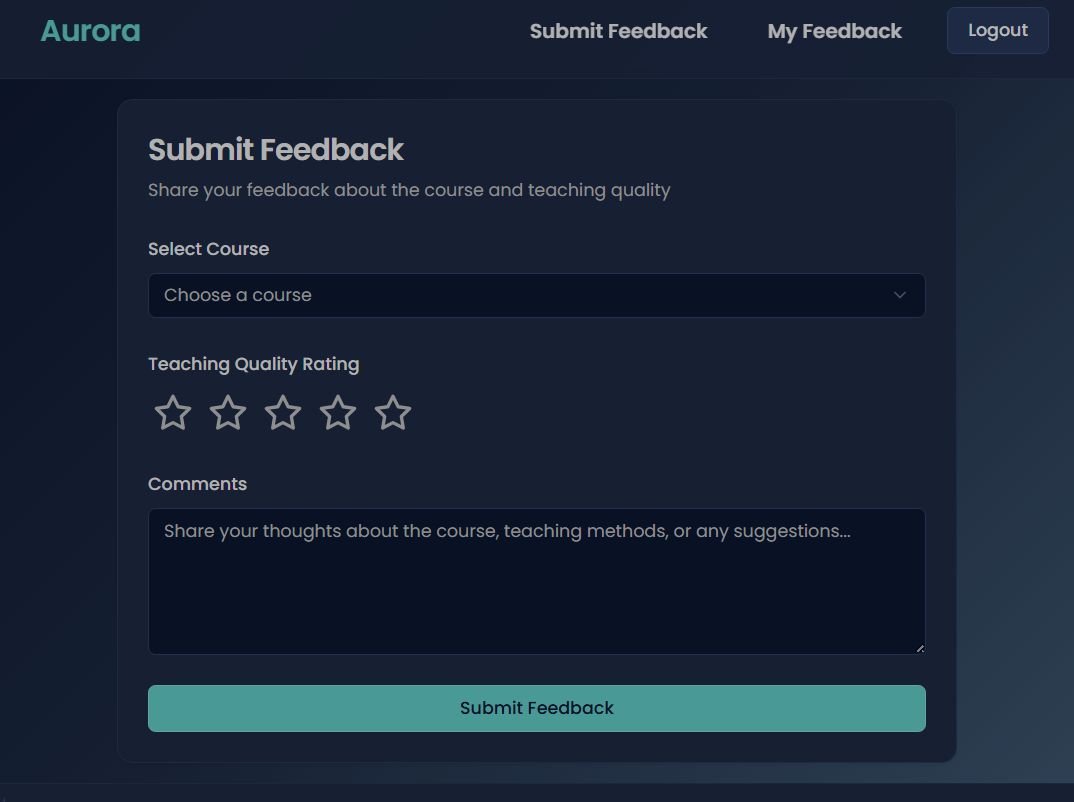 Aurora
Submit Feedback
My Feedback
Logout
Submit Feedback
Share your feedback about the course and teaching quality
Select Course
Choose a course
Teaching Quality Rating
Comments
Share your thoughts about the course, teaching methods, or any suggestions...
Submit Feedback